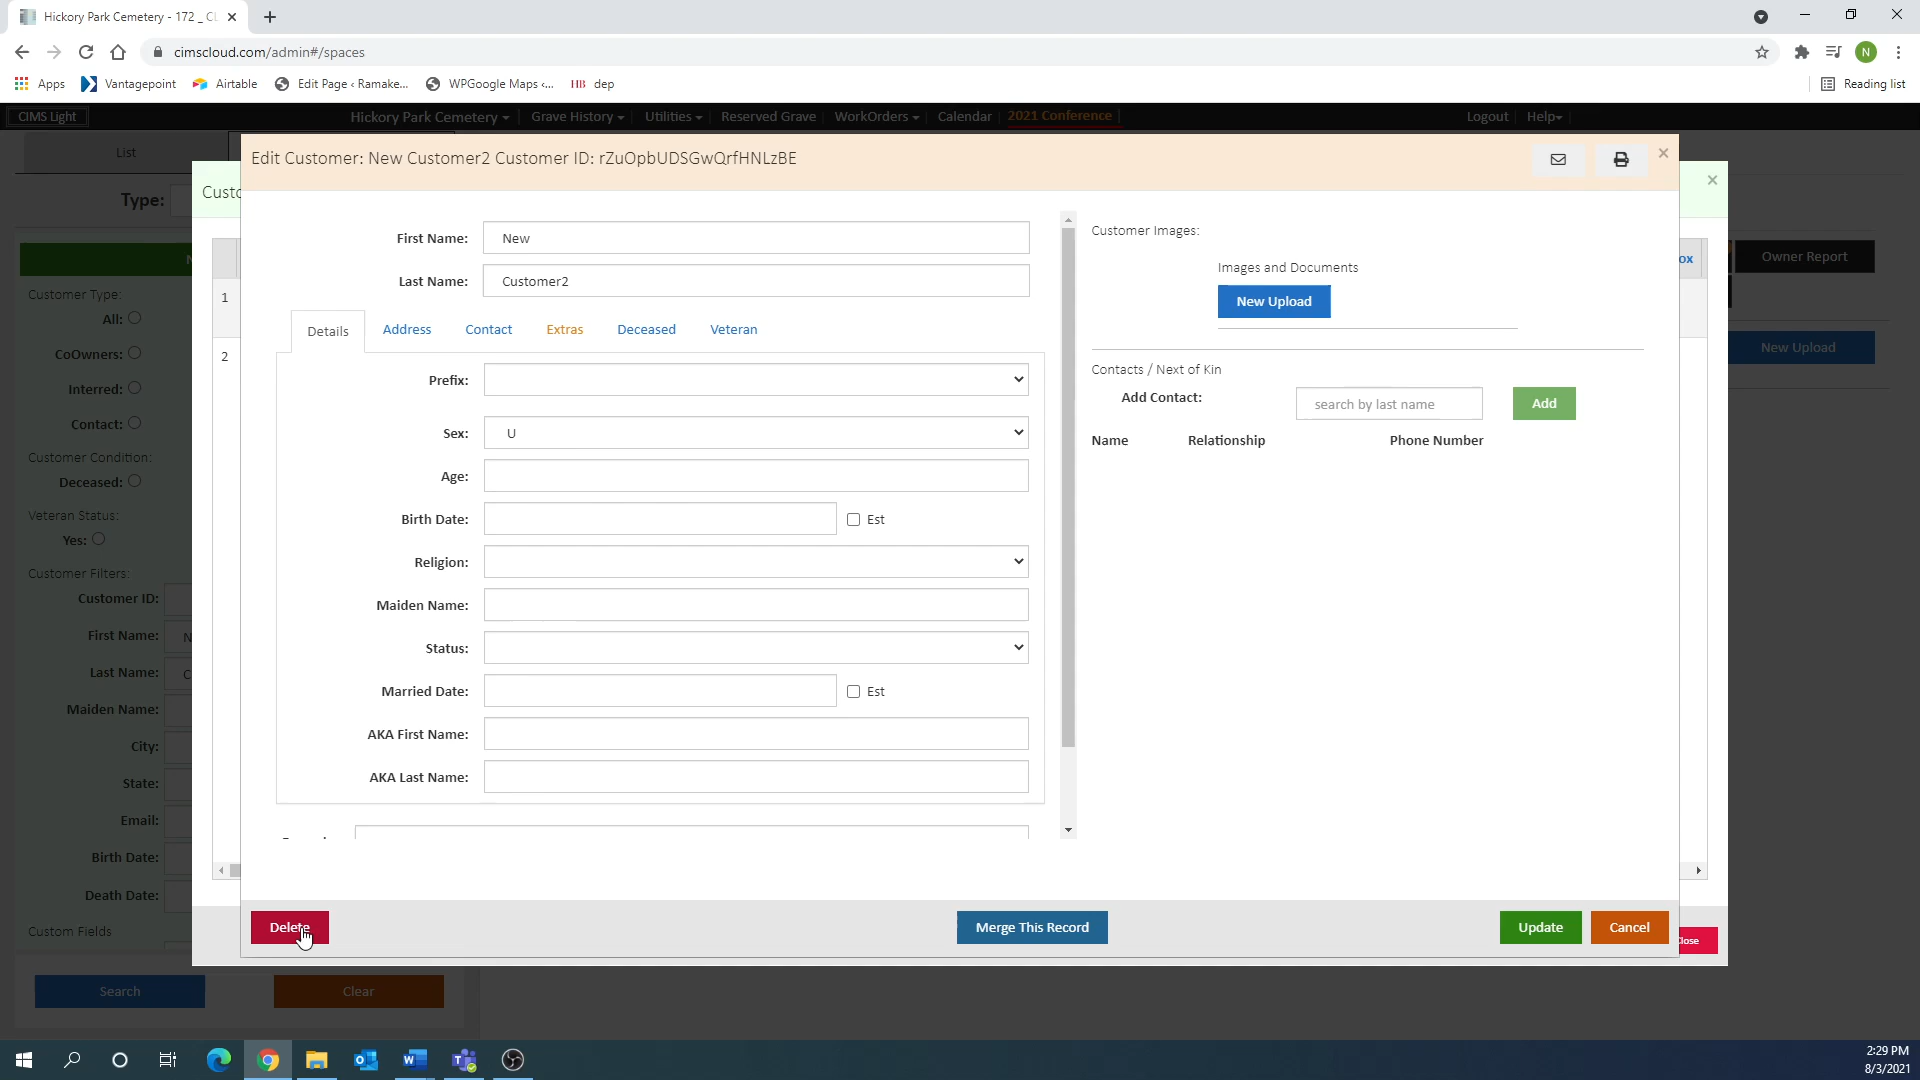 Hickory Park Cemetery - 172 _ CL
cimscloud.com/admin#/spaces
N
Apps
Vantagepoint
Airtable
Edit Page ‹ Ramake...
WPGoogle Maps ‹...
HB dep
Reading list
CIMS Light
Hickory Park Cemetery
Grave History
Utilities
Reserved Grave
WorkOrders
Calendar
2021 Conference
Logout
Help
List
Type:
Customer Type:
All:
CoOwners:
Interred:
Contact:
Customer Condition:
Deceased:
Veteran Status:
Yes:
Customer Filters:
Customer ID:
First Name:
Last Name:
Maiden Name:
City:
State:
Email:
Birth Date:
Death Date:
Custom Fields
Search
Clear
1
2
Edit Customer: New Customer2 Customer ID: rZuOpbUDSGwQrfHNLzBE
First Name: New
Last Name: Customer2
Details
Address
Contact
Extras
Deceased
Veteran
Prefix:
Sex: U
Age:
Birth Date: Est
Religion:
Maiden Name:
Status:
Married Date: Est
AKA First Name:
AKA Last Name:
Customer Images:
Images and Documents
New Upload
Contacts / Next of Kin
Add Contact: search by last name Add
Name Relationship Phone Number
Delete
Merge This Record
Update
Cancel
Owner Report
New Upload
2:29 PM
8/3/2021